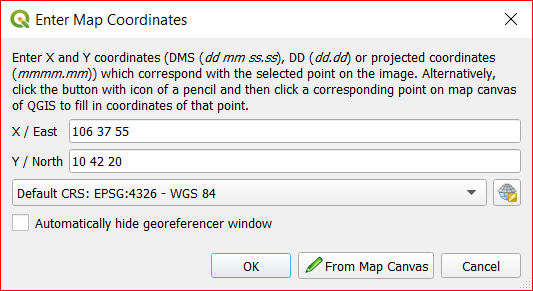 Enter Map Coordinates
Enter X and Y coordinates (DMS (dd mm ss.ss), DD (dd.dd) or projected coordinates
(mmmm.mm)) which correspond with the selected point on the image. Alternatively,
click the button with icon of a pencil and then click a corresponding point on map canvas
of QGIS to fill in coordinates of that point.
X / East 106 37 55
Y / North 10 42 20
Default CRS: EPSG:4326 - WGS 84
Automatically hide georeferencer window
OK From Map Canvas Cancel